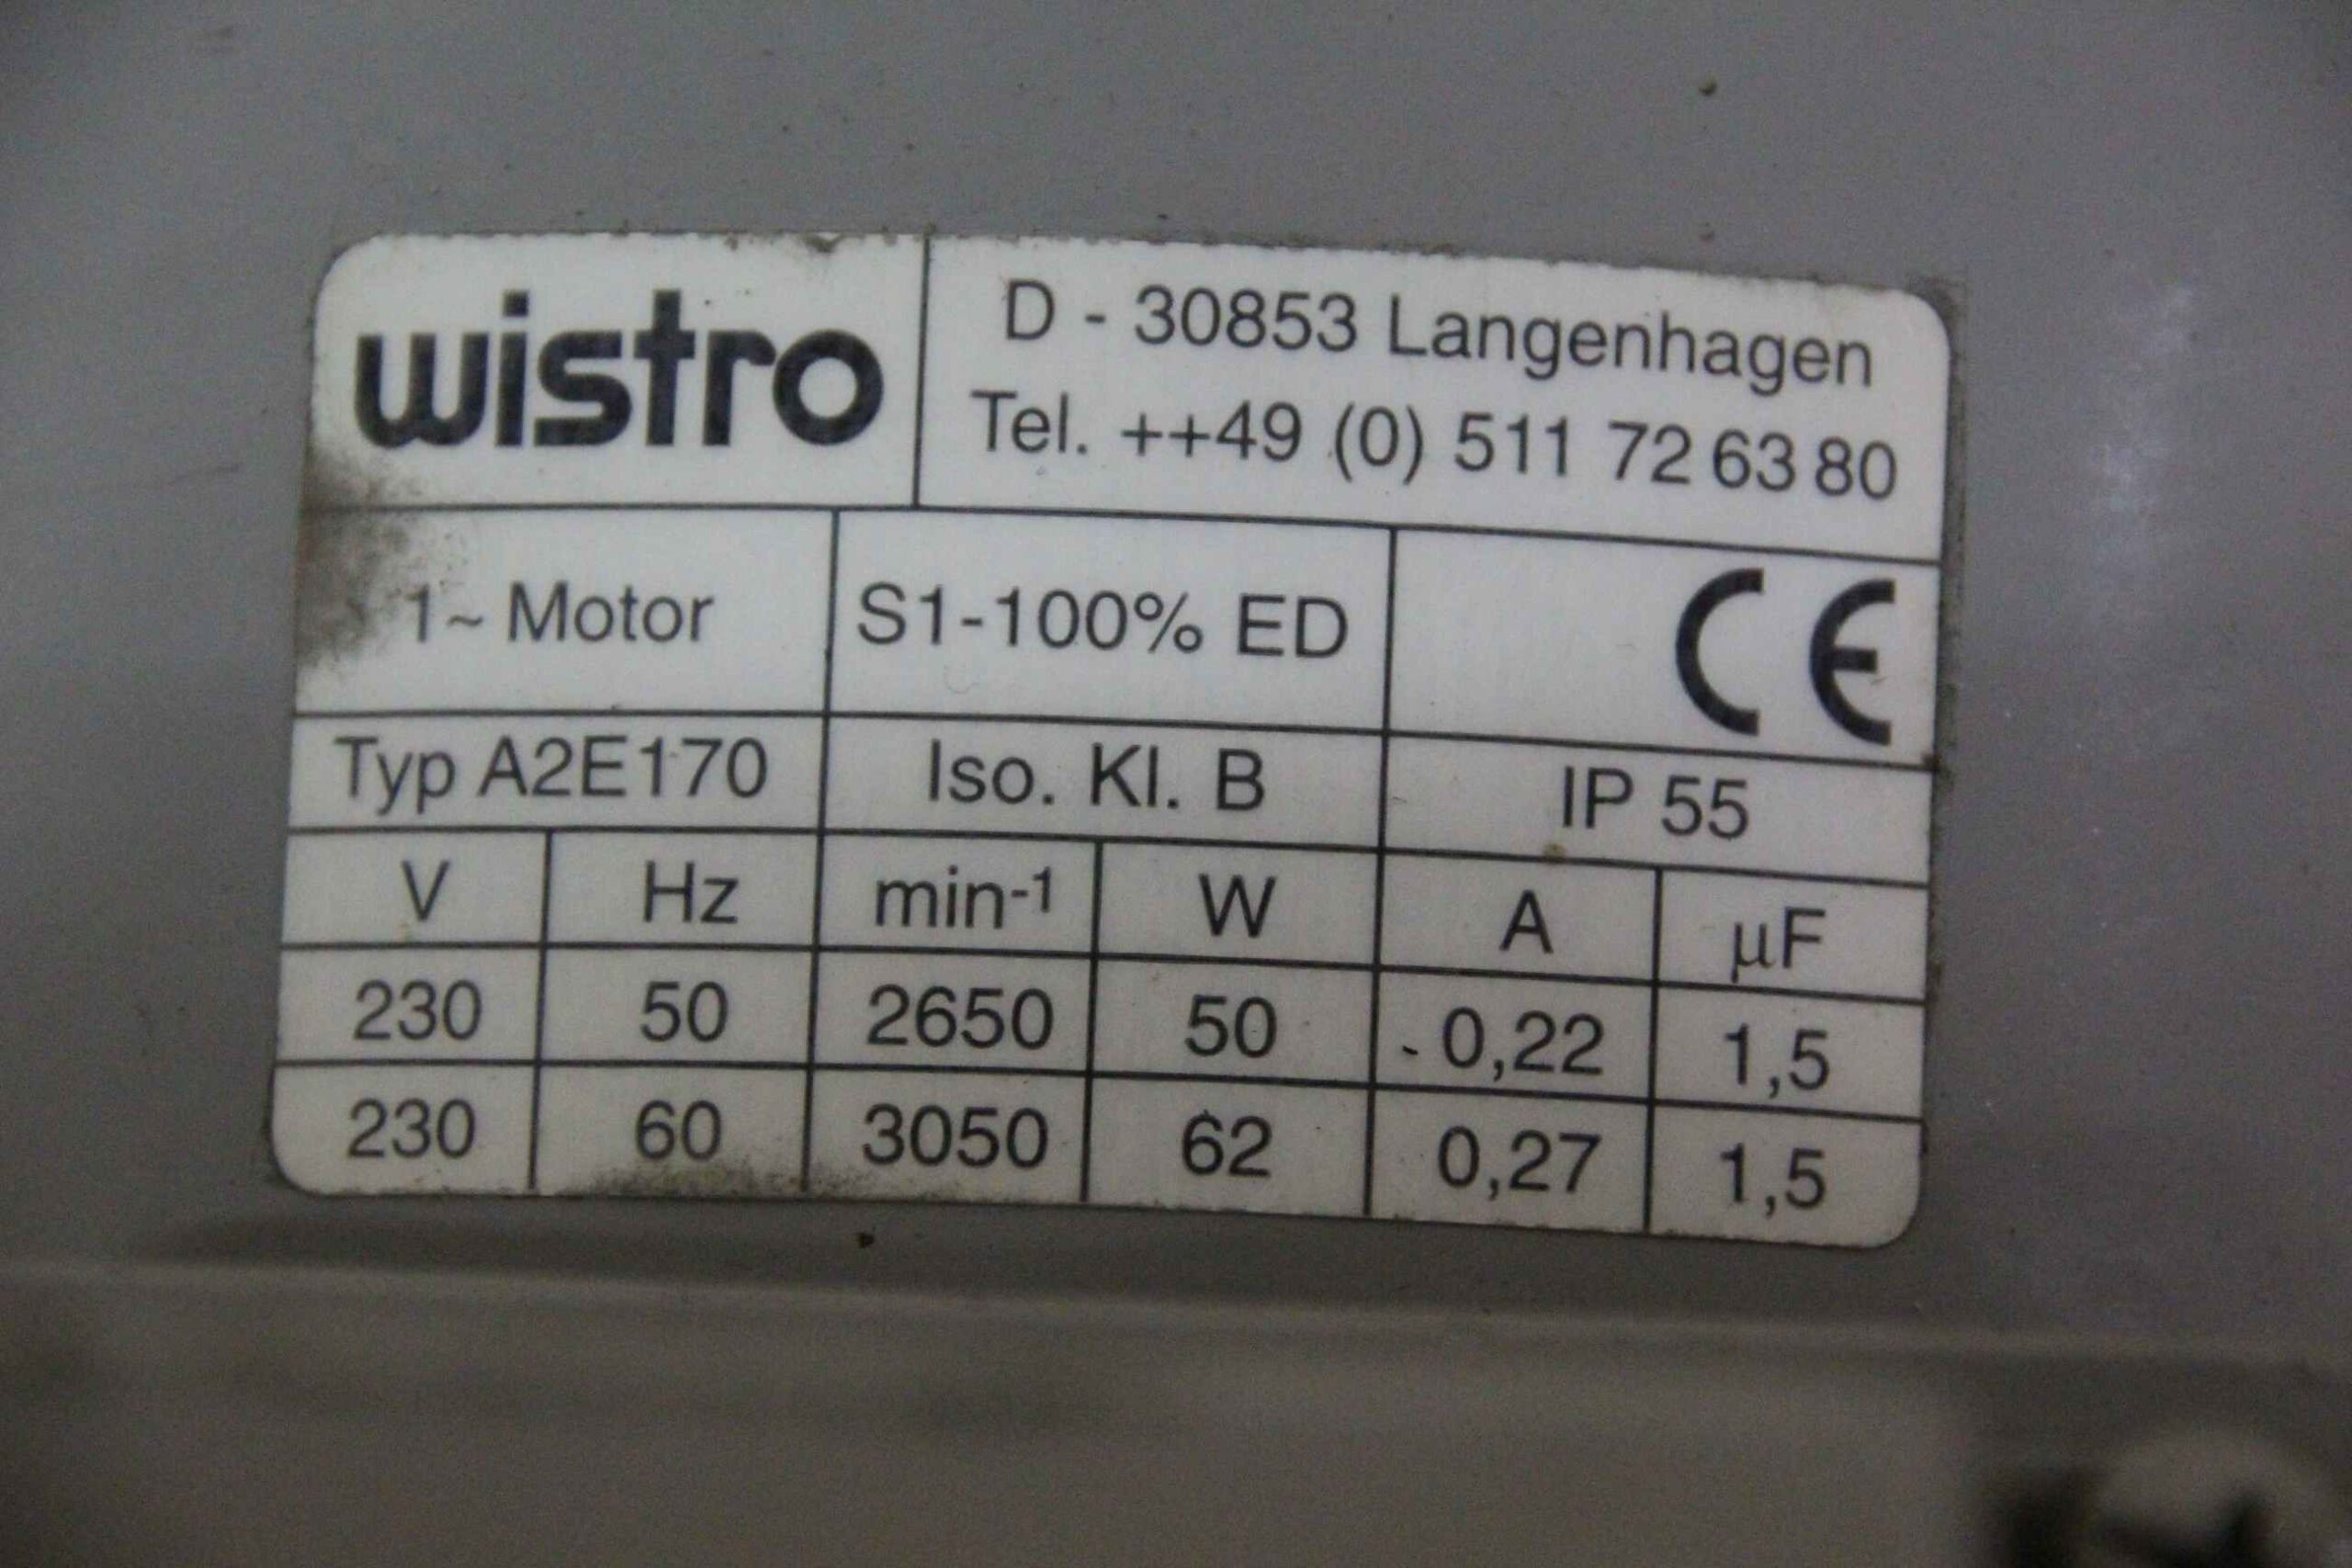 wistro
D - 30853 Langenhagen
Tel. ++49 (0) 511 72 63 80
1~ Motor S1-100% ED CE
Typ A2E170 Iso. Kl. B IP 55
V Hz min-1 W A µF
230 50 2650 50 0,22 1,5
230 60 3050 62 0,27 1,5